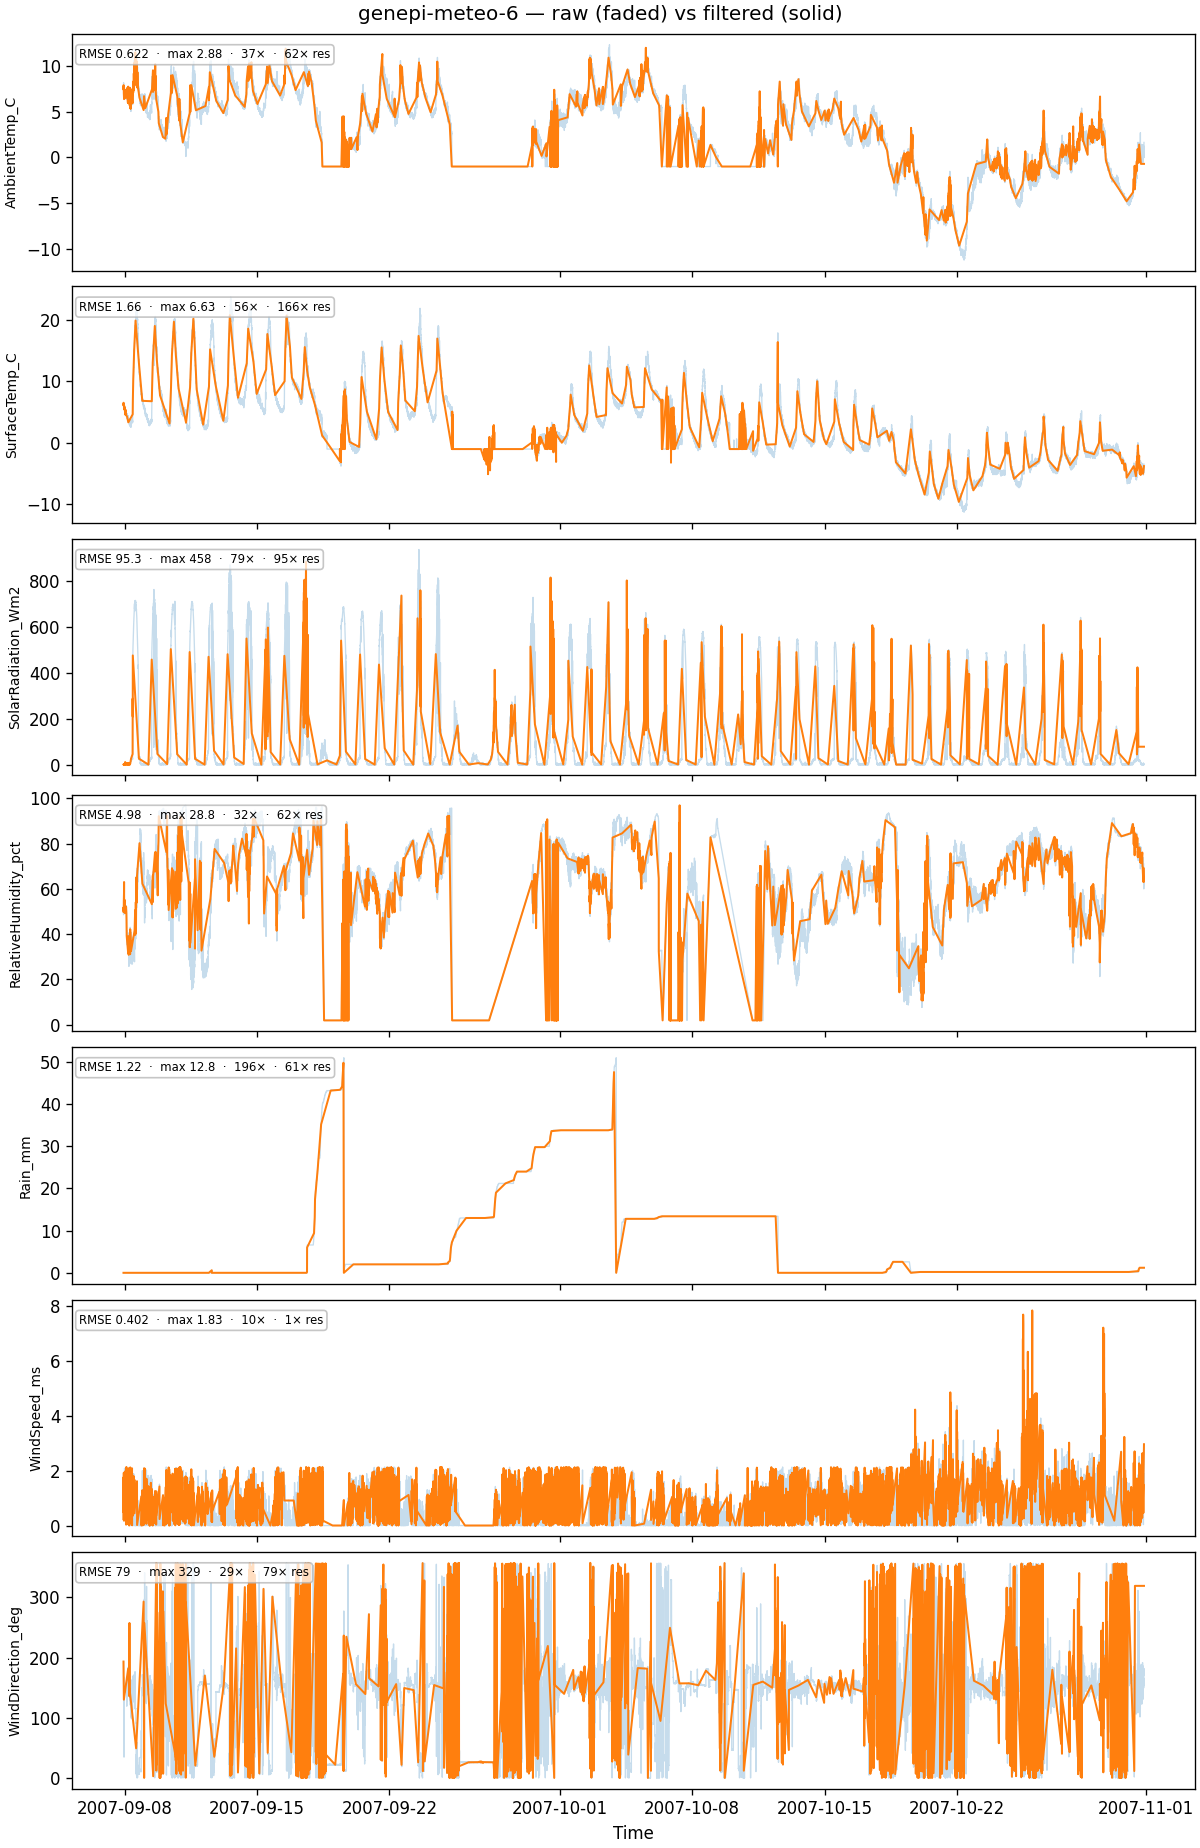 genepi-meteo-6 — raw (faded) vs filtered (solid)
RMSE 0.622 · max 2.88 · 37× · 62× res
AmbientTemp_C
10
5
0
−5
−10
RMSE 1.66 · max 6.63 · 56× · 166× res
SurfaceTemp_C
20
10
0
−10
RMSE 95.3 · max 458 · 79× · 95× res
SolarRadiation_Wm2
800
600
400
200
0
RMSE 4.98 · max 28.8 · 32× · 62× res
RelativeHumidity_pct
100
80
60
40
20
0
RMSE 1.22 · max 12.8 · 196× · 61× res
Rain_mm
50
40
30
20
10
0
RMSE 0.402 · max 1.83 · 10× · 1× res
WindSpeed_ms
8
6
4
2
0
RMSE 79 · max 329 · 29× · 79× res
WindDirection_deg
300
200
100
0
2007-09-08 2007-09-15 2007-09-22 2007-10-01 2007-10-08 2007-10-15 2007-10-22 2007-11-01
Time